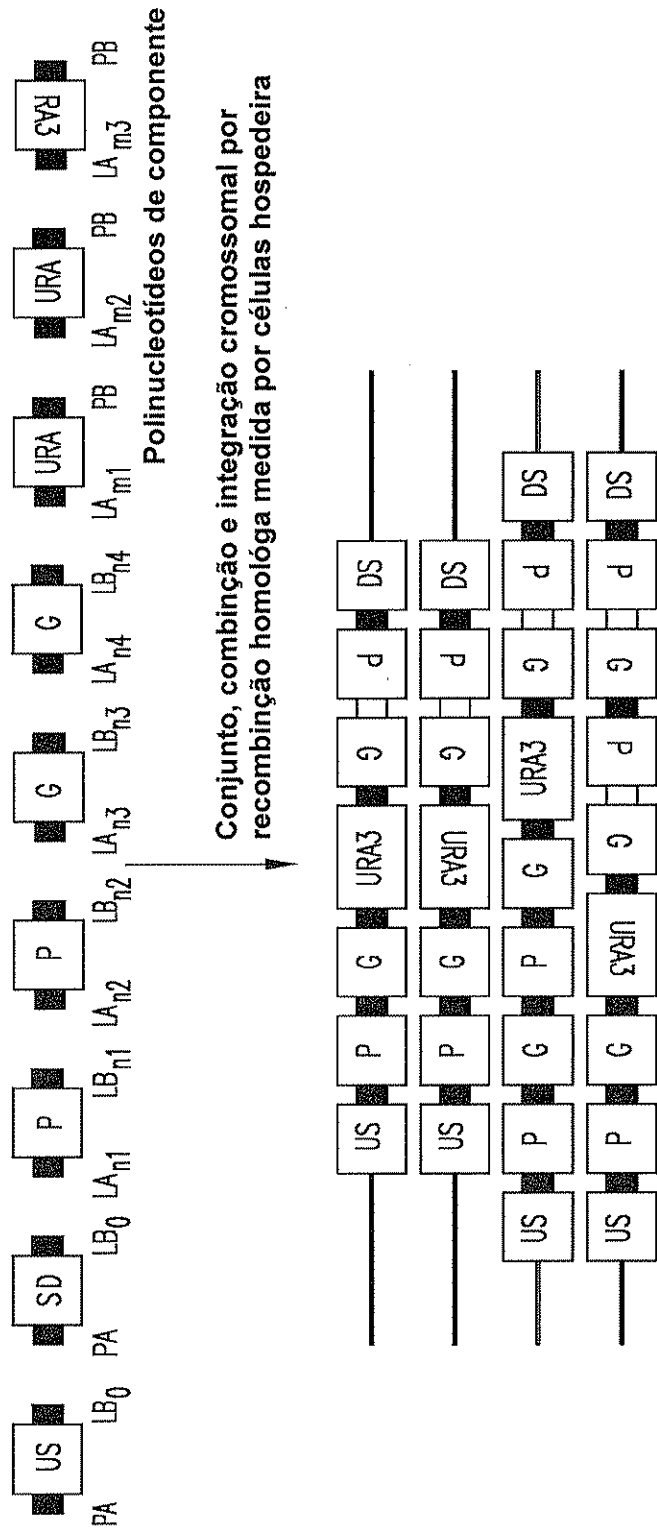 US SD P P G G URA URA RA3
PA LB0 PA LB0 LAn1 LBn1 LAn2 LBn2 LAn3 LBn3 LAn4 LBn4 LAm1 PB LAm2 PB LAm3 PB
Polinucleotídeos de componente
Conjunto, combinção e integração cromossomal por
recombinção homológa medida por células hospedeira
US P G URA3 G P DS
US P G URA3 G P DS
US P G P G URA3 G P DS
US P G URA3 G P G P DS